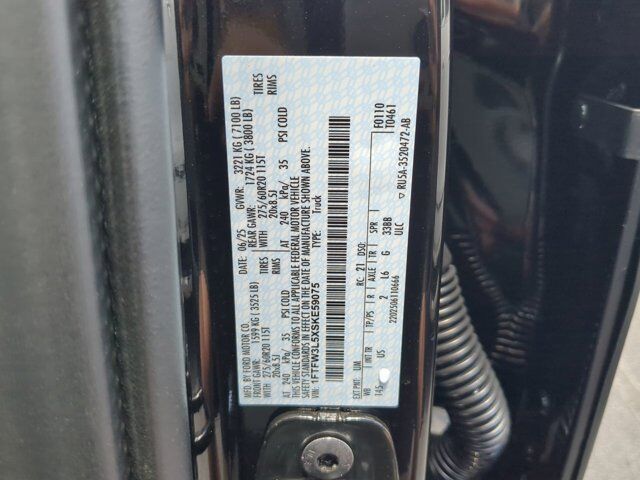 MFD. BY FORD MOTOR CO.
DATE: 06/25 GVWR: 3221 KG ( 7100 LB)
FRONT GAWR: 1599 KG ( 3525 LB) REAR GAWR: 1724 KG ( 3800 LB)
WITH 275/60R20 115T TIRES WITH 275/60R20 115T TIRES
20x8.5J RIMS 20x8.5J RIMS
AT 240 kPa/ 35 PSI COLD AT 240 kPa/ 35 PSI COLD
THIS VEHICLE CONFORMS TO ALL APPLICABLE FEDERAL MOTOR VEHICLE
SAFETY STANDARDS IN EFFECT ON THE DATE OF MANUFACTURE SHOWN ABOVE.
VIN: 1FTFW3L5XSKE59075 TYPE: Truck
EXT PNT: UM RC: 21 DSO: F0110
WB INT TR TP/PS R AXLE TR SPR T0461
145 2 L6 G 33BB
US 2202506110666 ULC
▽ RU5A-3520472-AB